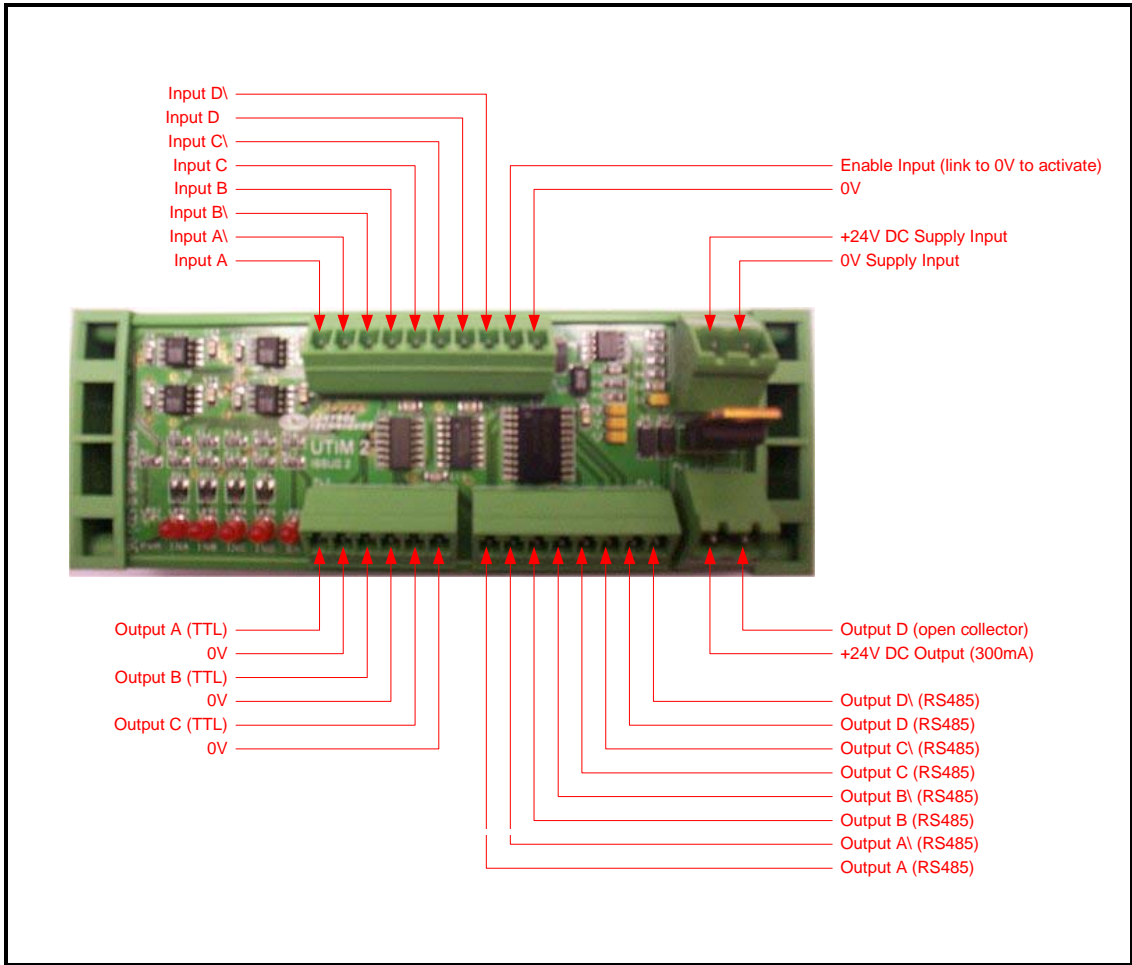 Input D\
Input D
Input C\
Input C
Input B
Input B\
Input A\
Input A
Enable Input (link to 0V to activate)
0V
+24V DC Supply Input
0V Supply Input
UTiM 2
ISSUE 2
Output A (TTL)
0V
Output B (TTL)
0V
Output C (TTL)
0V
Output D (open collector)
+24V DC Output (300mA)
Output D\ (RS485)
Output D (RS485)
Output C\ (RS485)
Output C (RS485)
Output B\ (RS485)
Output B (RS485)
Output A\ (RS485)
Output A (RS485)